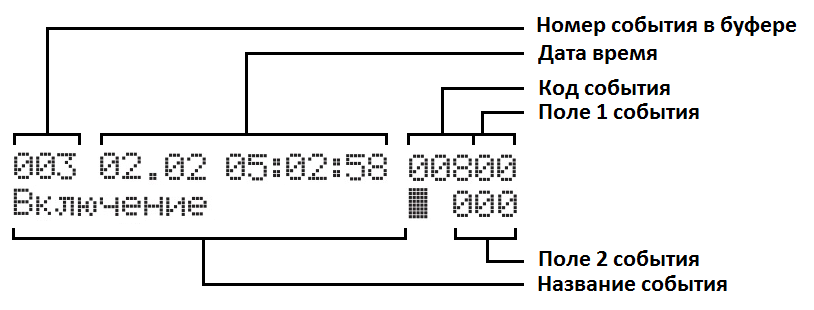 Номер события в буфере
Дата время
Код события
Поле 1 события
003 02.02 05:02:58 00800
Включение 000
Поле 2 события
Название события